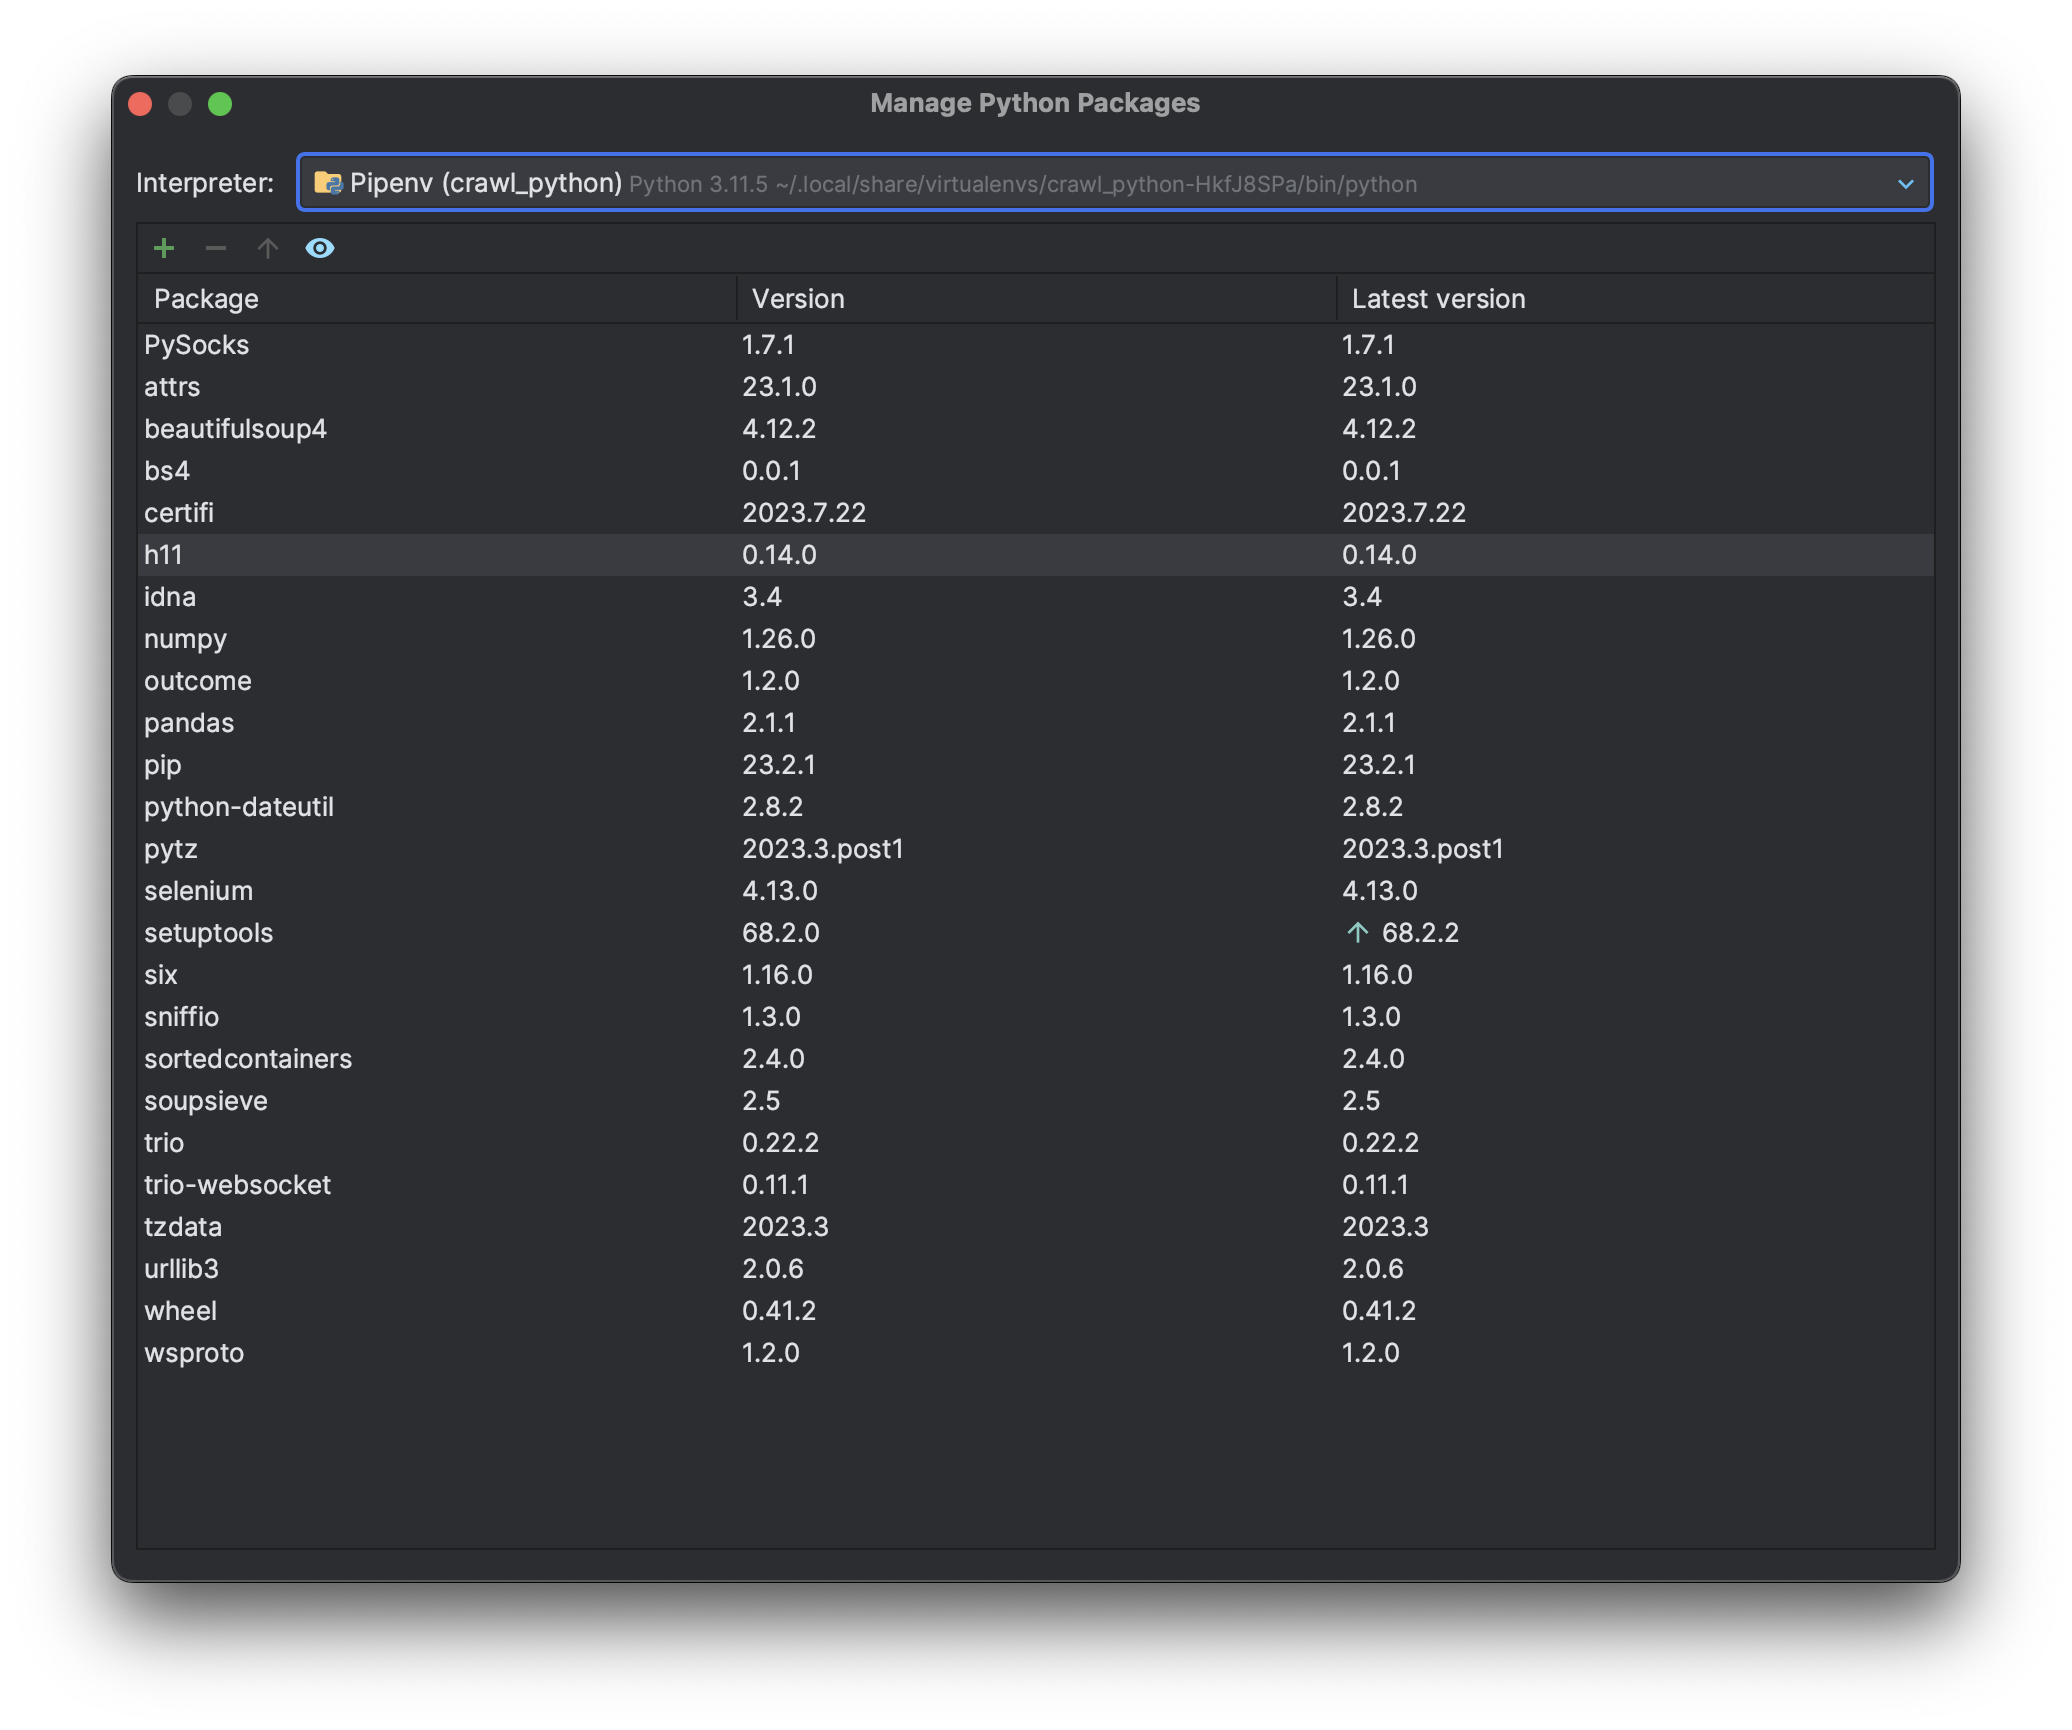 Manage Python Packages
Interpreter: Pipenv (crawl_python) Python 3.11.5 ~/.local/share/virtualenvs/crawl_python-HkfJ8SPa/bin/python
Package Version Latest version
PySocks 1.7.1 1.7.1
attrs 23.1.0 23.1.0
beautifulsoup4 4.12.2 4.12.2
bs4 0.0.1 0.0.1
certifi 2023.7.22 2023.7.22
h11 0.14.0 0.14.0
idna 3.4 3.4
numpy 1.26.0 1.26.0
outcome 1.2.0 1.2.0
pandas 2.1.1 2.1.1
pip 23.2.1 23.2.1
python-dateutil 2.8.2 2.8.2
pytz 2023.3.post1 2023.3.post1
selenium 4.13.0 4.13.0
setuptools 68.2.0 ↑ 68.2.2
six 1.16.0 1.16.0
sniffio 1.3.0 1.3.0
sortedcontainers 2.4.0 2.4.0
soupsieve 2.5 2.5
trio 0.22.2 0.22.2
trio-websocket 0.11.1 0.11.1
tzdata 2023.3 2023.3
urllib3 2.0.6 2.0.6
wheel 0.41.2 0.41.2
wsproto 1.2.0 1.2.0